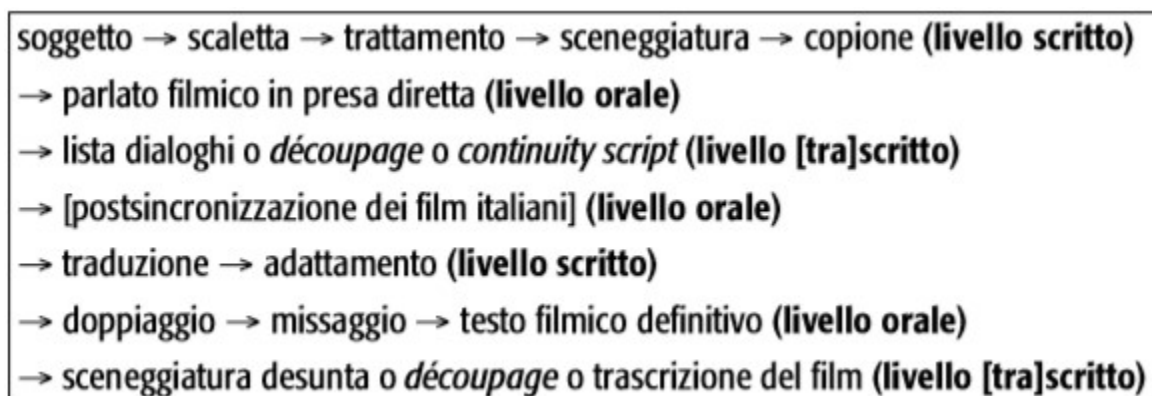 soggetto → scaletta → trattamento → sceneggiatura → copione (livello scritto)
→ parlato filmico in presa diretta (livello orale)
→ lista dialoghi o découpage o continuity script (livello [tra]scritto)
→ [postsincronizzazione dei film italiani] (livello orale)
→ traduzione → adattamento (livello scritto)
→ doppiaggio → missaggio → testo filmico definitivo (livello orale)
→ sceneggiatura desunta o découpage o trascrizione del film (livello [tra]scritto)